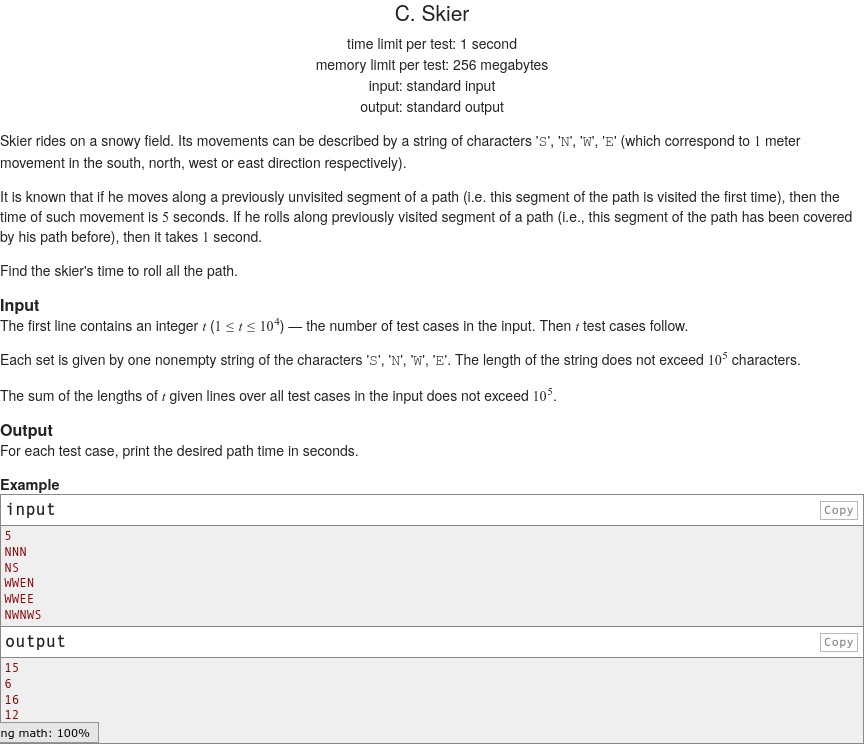 C. Skier
time limit per test: 1 second
memory limit per test: 256 megabytes
input: standard input
output: standard output
Skier rides on a snowy field. Its movements can be described by a string of characters 'S', 'N', 'W', 'E' (which correspond to 1 meter
movement in the south, north, west or east direction respectively).
It is known that if he moves along a previously unvisited segment of a path (i.e. this segment of the path is visited the first time), then the
time of such movement is 5 seconds. If he rolls along previously visited segment of a path (i.e., this segment of the path has been covered
by his path before), then it takes 1 second.
Find the skier's time to roll all the path.
Input
The first line contains an integer t (1 ≤ t ≤ 10⁴) — the number of test cases in the input. Then t test cases follow.
Each set is given by one nonempty string of the characters 'S', 'N', 'W', 'E'. The length of the string does not exceed 10⁵ characters.
The sum of the lengths of t given lines over all test cases in the input does not exceed 10⁵.
Output
For each test case, print the desired path time in seconds.
Example
input Copy
5
NNN
NS
WWEN
WWEE
NWNWS
output Copy
15
6
16
12
ng math: 100%